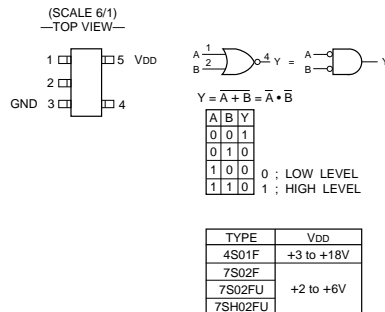 (SCALE 6/1)
—TOP VIEW—
1
5 VDD
2
GND 3
4
A 1
B 2
4 Y = A
B
Y
Y = A + B = A • B
A B Y
0 0 1
0 1 0
1 0 0
1 1 0
0 ; LOW LEVEL
1 ; HIGH LEVEL
TYPE VDD
4S01F +3 to +18V
7S02F
7S02FU +2 to +6V
7SH02FU